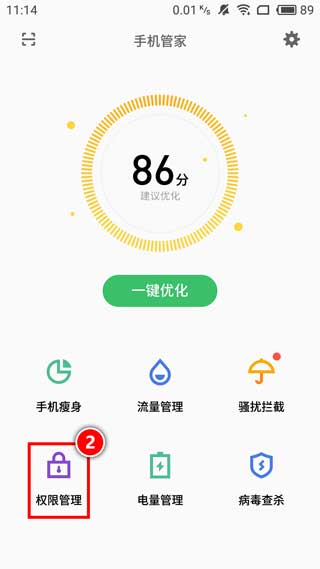 11:14 0.01 K/s 89
手机管家
86分
建议优化
一键优化
手机瘦身 流量管理 骚扰拦截
2
权限管理 电量管理 病毒查杀